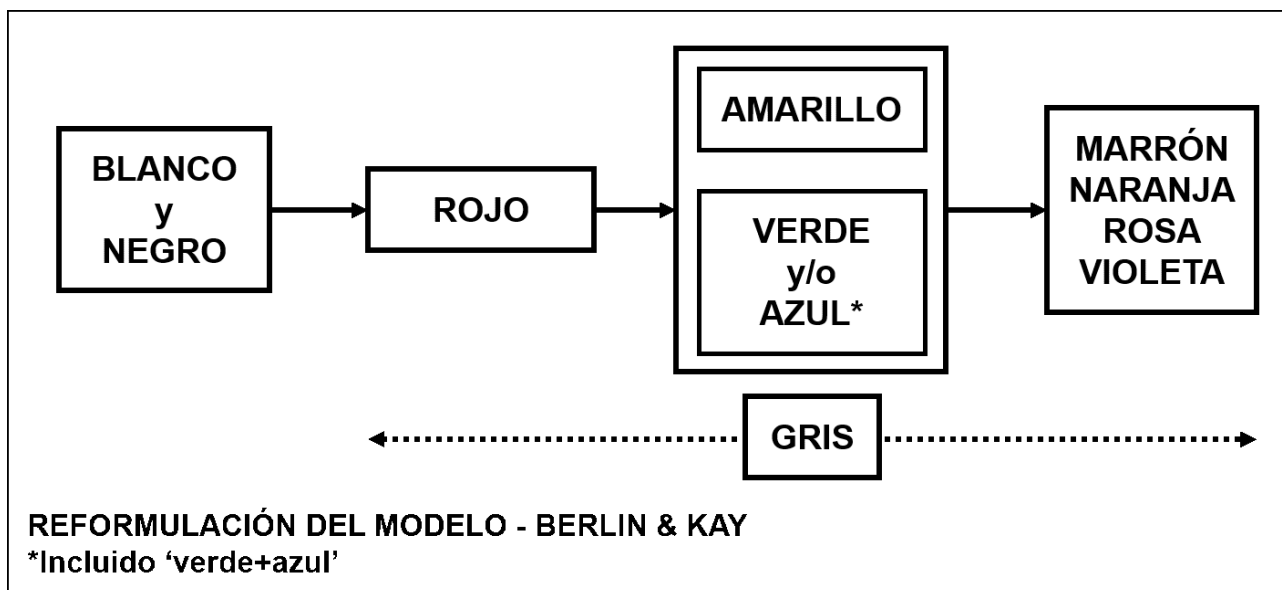 BLANCO
y
NEGRO
ROJO
AMARILLO
VERDE
y/o
AZUL*
MARRÓN
NARANJA
ROSA
VIOLETA
GRIS
REFORMULACIÓN DEL MODELO - BERLIN & KAY
*Incluido ‘verde+azul’